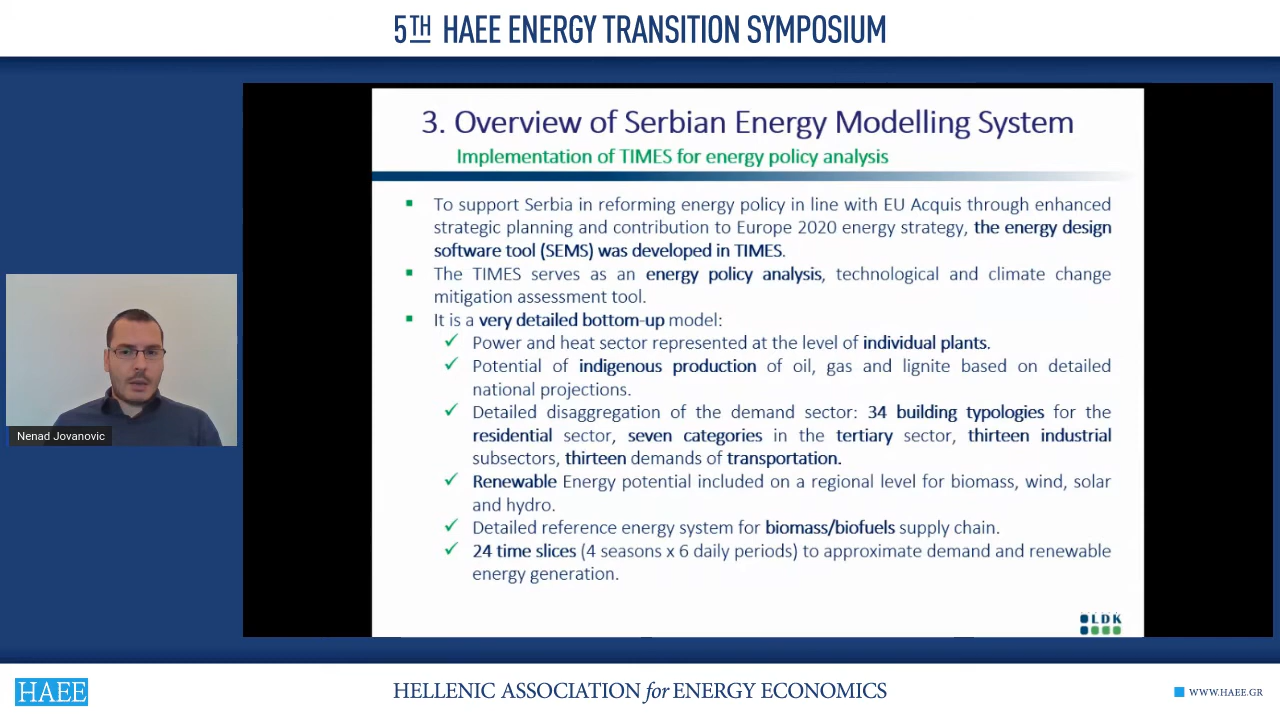 5TH HAEE ENERGY TRANSITION SYMPOSIUM
3. Overview of Serbian Energy Modelling System
Implementation of TIMES for energy policy analysis
▪ To support Serbia in reforming energy policy in line with EU Acquis through enhanced
strategic planning and contribution to Europe 2020 energy strategy, the energy design
software tool (SEMS) was developed in TIMES.
▪ The TIMES serves as an energy policy analysis, technological and climate change
mitigation assessment tool.
▪ It is a very detailed bottom-up model:
✓ Power and heat sector represented at the level of individual plants.
✓ Potential of indigenous production of oil, gas and lignite based on detailed
national projections.
✓ Detailed disaggregation of the demand sector: 34 building typologies for the
residential sector, seven categories in the tertiary sector, thirteen industrial
subsectors, thirteen demands of transportation.
✓ Renewable Energy potential included on a regional level for biomass, wind, solar
and hydro.
✓ Detailed reference energy system for biomass/biofuels supply chain.
✓ 24 time slices (4 seasons x 6 daily periods) to approximate demand and renewable
energy generation.
LDK
Nenad Jovanovic
HAEE
HELLENIC ASSOCIATION for ENERGY ECONOMICS
WWW.HAEE.GR